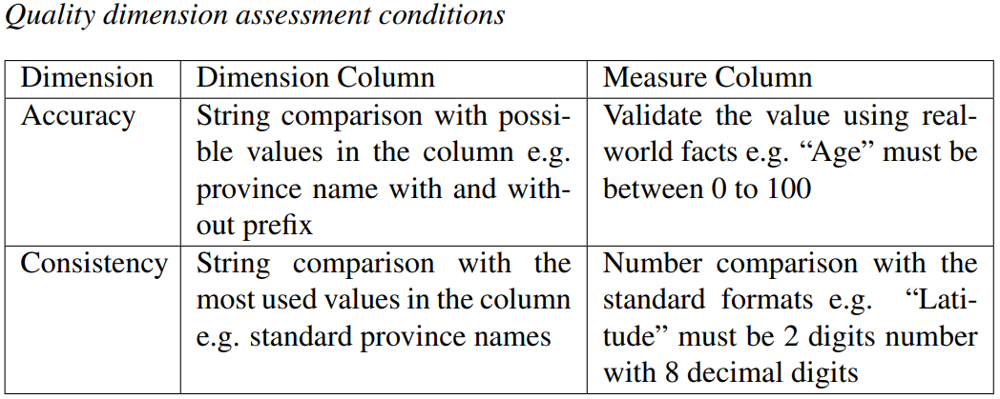 Quality dimension assessment conditions
Dimension Dimension Column Measure Column
Accuracy
String comparison with possi-
ble values in the column e.g.
province name with and with-
out prefix
Validate the value using real-
world facts e.g. “Age” must be
between 0 to 100
Consistency
String comparison with the
most used values in the column
e.g. standard province names
Number comparison with the
standard formats e.g. “Lati-
tude” must be 2 digits number
with 8 decimal digits